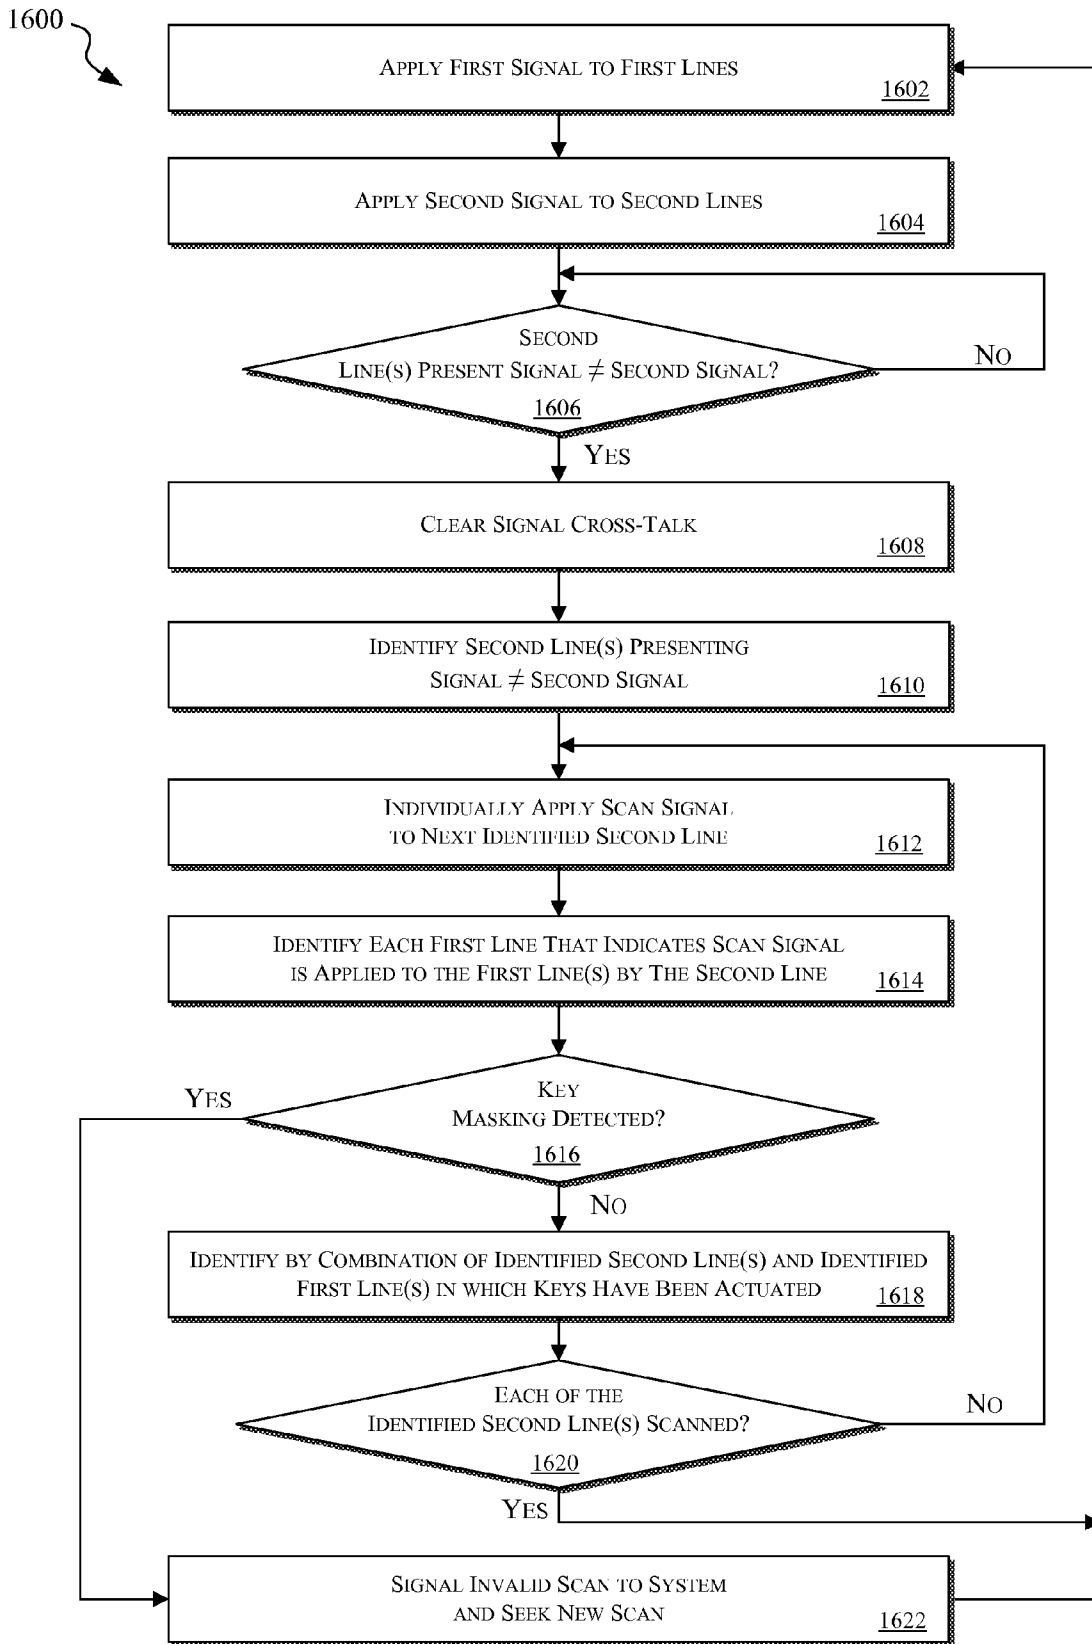 1600
APPLY FIRST SIGNAL TO FIRST LINES
1602
APPLY SECOND SIGNAL TO SECOND LINES
1604
SECOND
LINE(S) PRESENT SIGNAL ≠ SECOND SIGNAL?
1606
NO
YES
CLEAR SIGNAL CROSS-TALK
1608
IDENTIFY SECOND LINE(S) PRESENTING
SIGNAL ≠ SECOND SIGNAL
1610
INDIVIDUALLY APPLY SCAN SIGNAL
TO NEXT IDENTIFIED SECOND LINE
1612
IDENTIFY EACH FIRST LINE THAT INDICATES SCAN SIGNAL
IS APPLIED TO THE FIRST LINE(S) BY THE SECOND LINE
1614
YES
KEY
MASKING DETECTED?
1616
NO
IDENTIFY BY COMBINATION OF IDENTIFIED SECOND LINE(S) AND IDENTIFIED
FIRST LINE(S) IN WHICH KEYS HAVE BEEN ACTUATED
1618
EACH OF THE
IDENTIFIED SECOND LINE(S) SCANNED?
1620
NO
YES
SIGNAL INVALID SCAN TO SYSTEM
AND SEEK NEW SCAN
1622